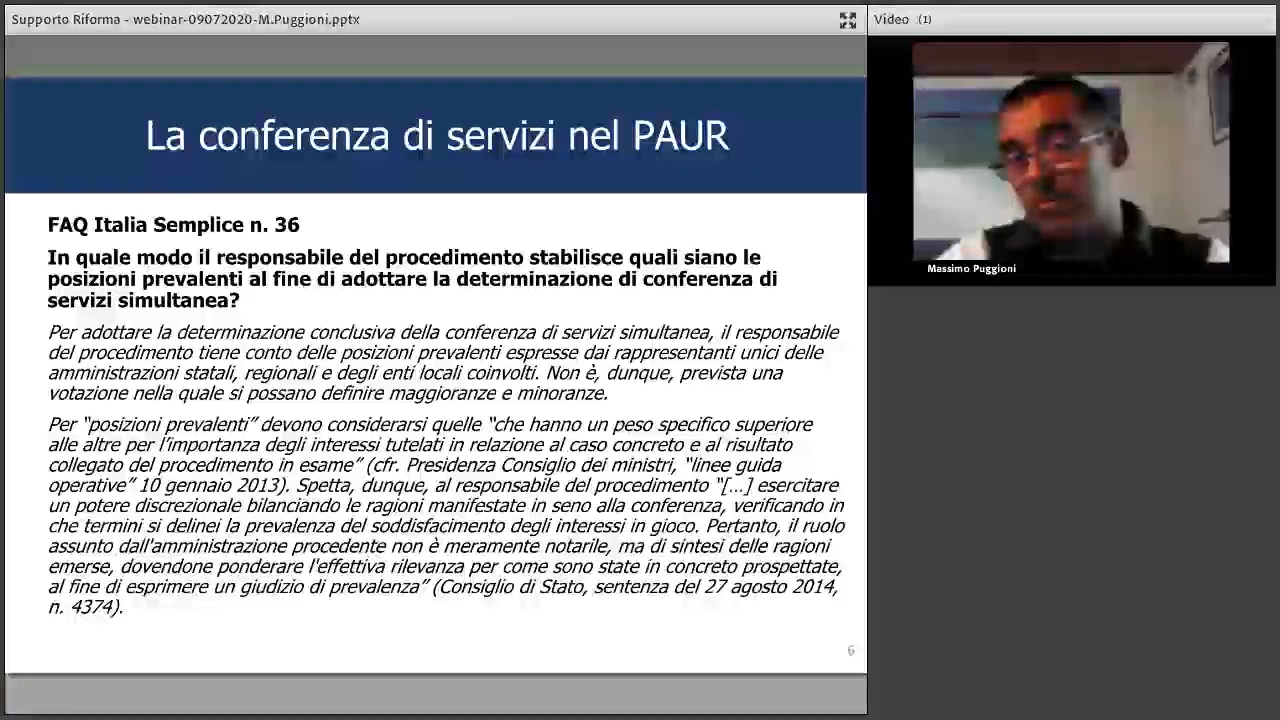 Supporto Riforma - webinar-09072020-M.Puggioni.pptx
Video (1)
La conferenza di servizi nel PAUR
Massimo Puggioni
FAQ Italia Semplice n. 36
In quale modo il responsabile del procedimento stabilisce quali siano le
posizioni prevalenti al fine di adottare la determinazione di conferenza di
servizi simultanea?
Per adottare la determinazione conclusiva della conferenza di servizi simultanea, il responsabile
del procedimento tiene conto delle posizioni prevalenti espresse dai rappresentanti unici delle
amministrazioni statali, regionali e degli enti locali coinvolti. Non è, dunque, prevista una
votazione nella quale si possano definire maggioranze e minoranze.
Per “posizioni prevalenti” devono considerarsi quelle “che hanno un peso specifico superiore
alle altre per l’importanza degli interessi tutelati in relazione al caso concreto e al risultato
collegato del procedimento in esame” (cfr. Presidenza Consiglio dei ministri, “linee guida
operative” 10 gennaio 2013). Spetta, dunque, al responsabile del procedimento “[…] esercitare
un potere discrezionale bilanciando le ragioni manifestate in seno alla conferenza, verificando in
che termini si delinei la prevalenza del soddisfacimento degli interessi in gioco. Pertanto, il ruolo
assunto dall'amministrazione procedente non è meramente notarile, ma di sintesi delle ragioni
emerse, dovendone ponderare l'effettiva rilevanza per come sono state in concreto prospettate,
al fine di esprimere un giudizio di prevalenza” (Consiglio di Stato, sentenza del 27 agosto 2014,
n. 4374).
6